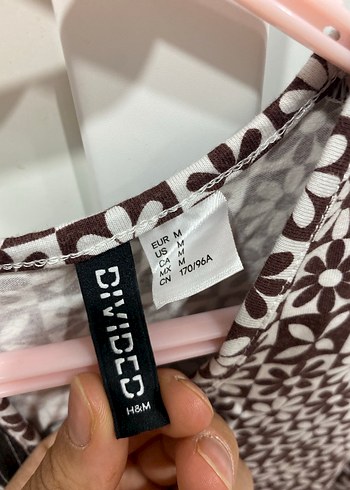 EUR M
US M
CA M
MX M
CN 170/96A
DIVIDED
H&M